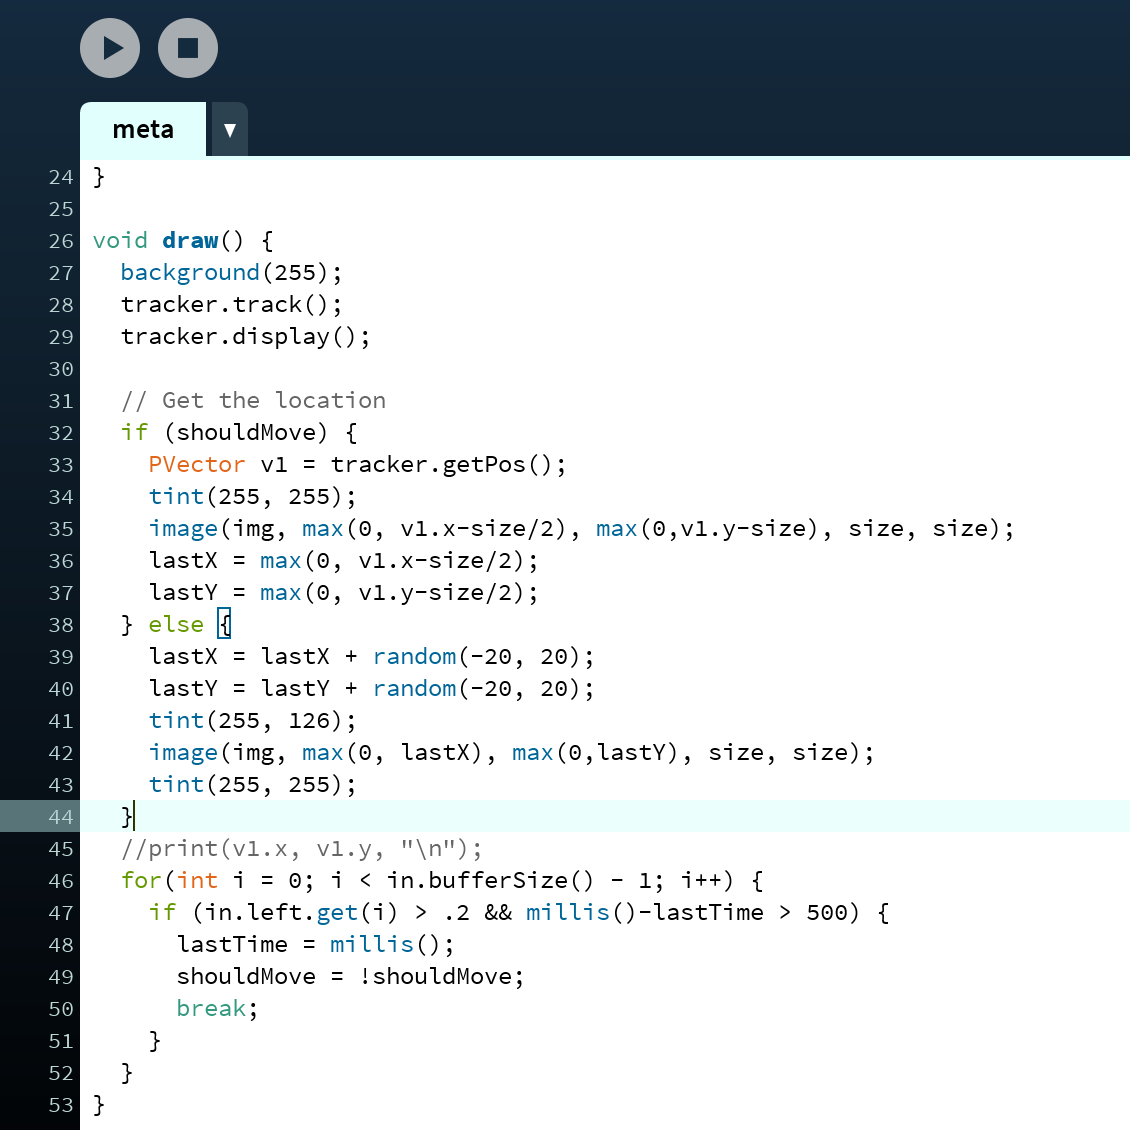 meta
24 }
25
26 void draw() {
27   background(255);
28   tracker.track();
29   tracker.display();
30
31   // Get the location
32   if (shouldMove) {
33     PVector v1 = tracker.getPos();
34     tint(255, 255);
35     image(img, max(0, v1.x-size/2), max(0,v1.y-size), size, size);
36     lastX = max(0, v1.x-size/2);
37     lastY = max(0, v1.y-size/2);
38   } else {
39     lastX = lastX + random(-20, 20);
40     lastY = lastY + random(-20, 20);
41     tint(255, 126);
42     image(img, max(0, lastX), max(0,lastY), size, size);
43     tint(255, 255);
44   }
45   //print(v1.x, v1.y, "\n");
46   for(int i = 0; i < in.bufferSize() - 1; i++) {
47     if (in.left.get(i) > .2 && millis()-lastTime > 500) {
48       lastTime = millis();
49       shouldMove = !shouldMove;
50       break;
51     }
52   }
53 }